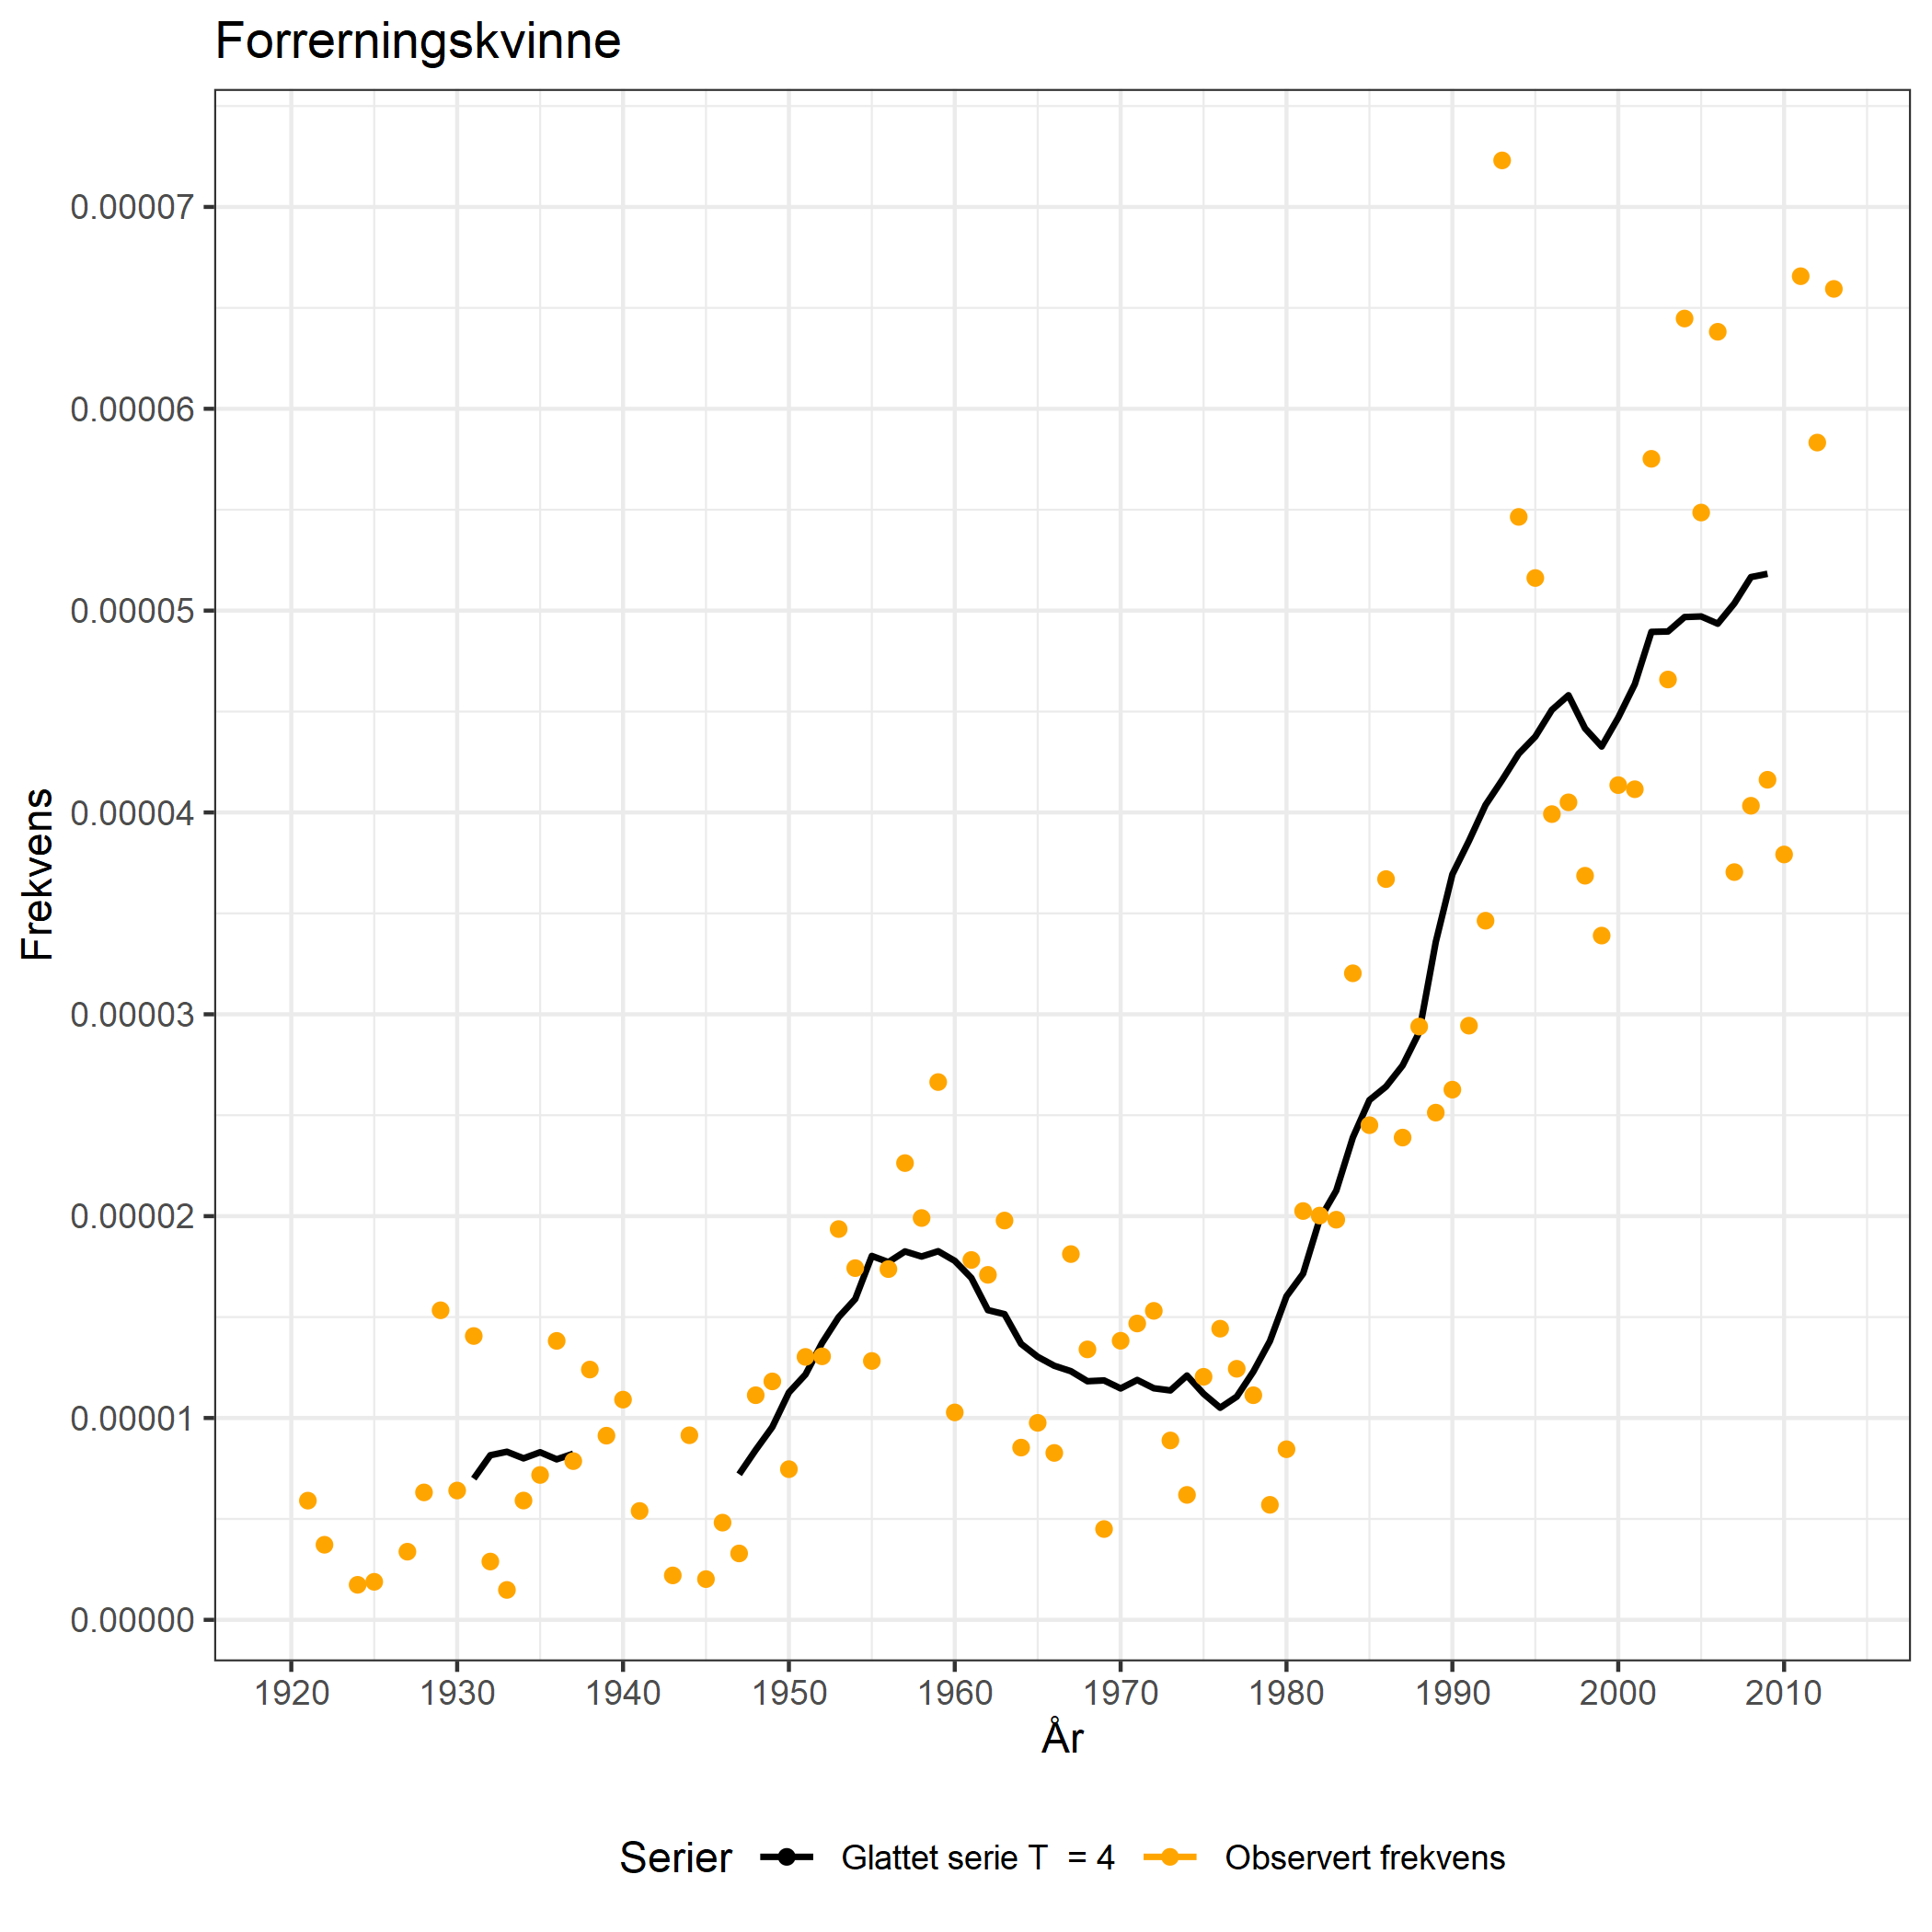 Forrerningskvinne
Frekvens
0.00007
0.00006
0.00005
0.00004
0.00003
0.00002
0.00001
0.00000
1920 1930 1940 1950 1960 1970 1980 1990 2000 2010
År
Serier Glattet serie T = 4 Observert frekvens